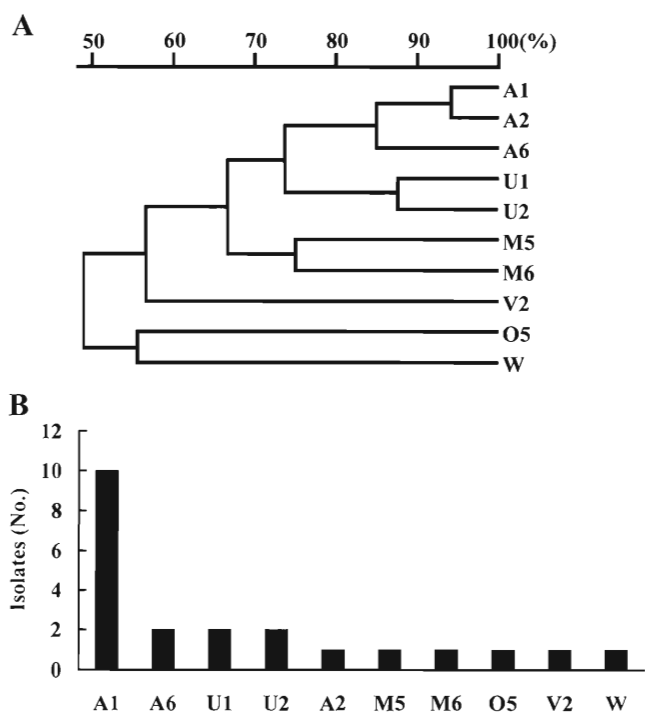 A
50 60 70 80 90 100(%)
A1
A2
A6
U1
U2
M5
M6
V2
O5
W
B
12
10
8
6
4
2
0
Isolates (No.)
A1 A6 U1 U2 A2 M5 M6 O5 V2 W